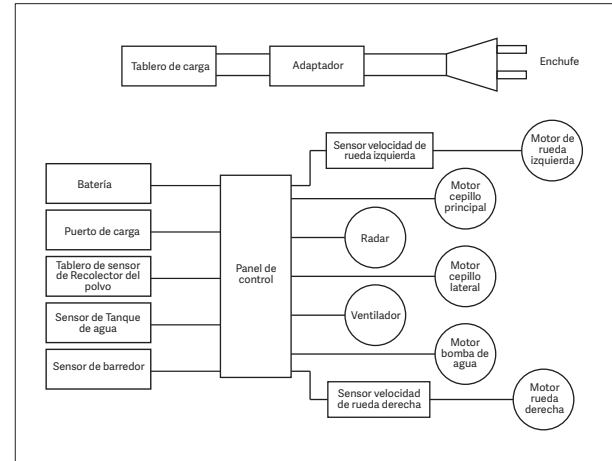 Tablero de carga
Adaptador
Enchufe
Sensor velocidad de
rueda izquierda
Motor de
rueda
izquierda
Batería
Motor
cepillo
principal
Puerto de carga
Radar
Tablero de sensor
de Recolector del
polvo
Panel de
control
Motor
cepillo
lateral
Sensor de Tanque
de agua
Ventilador
Sensor de barredor
Motor
bomba de
agua
Sensor velocidad
de rueda derecha
Motor
rueda
derecha